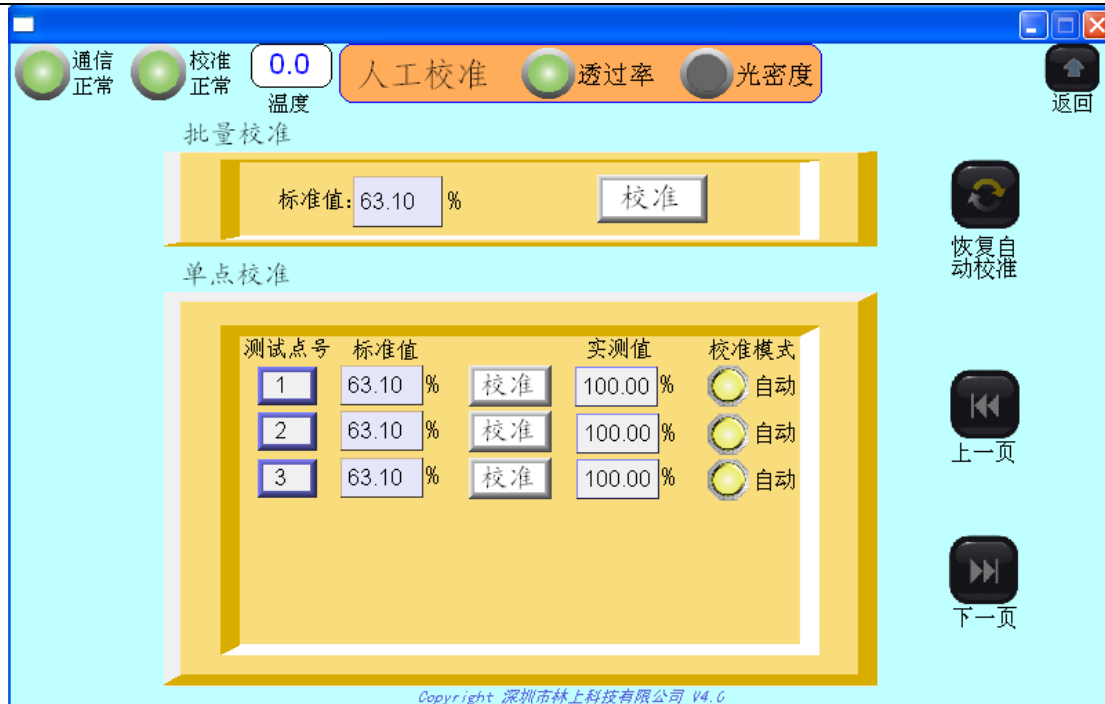 通信
正常
校准
正常
0.0
温度
人工校准
透过率
光密度
返回
批量校准
标准值: 63.10 %
校准
恢复自
动校准
单点校准
测试点号 标准值 实测值 校准模式
1 63.10 % 校准 100.00 % 自动
2 63.10 % 校准 100.00 % 自动
3 63.10 % 校准 100.00 % 自动
上一页
下一页
Copyright 深圳市林上科技有限公司